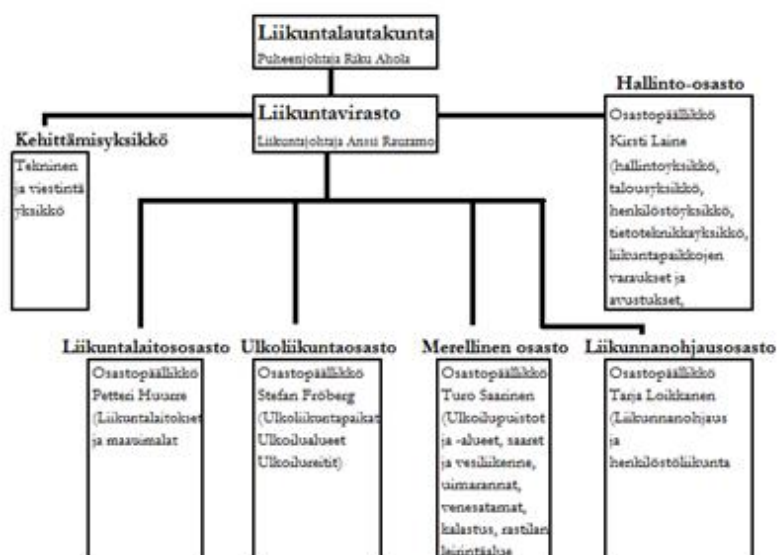 Liikuntalautakunta
Puheenjohtaja Riku Ahola
Liikuntavirasto
Liikuntajohtaja Anssi Rauramo
Hallinto-osasto
Osastopäällikkö
Kirsti Laine
(hallintoyksikkö,
talousyksikkö,
henkilöstöyksikkö,
tietotekniikkayksikkö,
liikuntapaikkojen
varaukset ja
avustukset,
Kehittämisyksikkö
Tekninen
ja viestintä
yksikkö
Liikuntalaitososasto
Osastopäällikkö
Petteri Huurre
(Liikuntalaitokset
ja maauimalat
Ulkoliikuntaosasto
Osastopäällikkö
Stefan Fröberg
(Ulkoliikuntapaikat
Ulkoilualueet
Ulkoilureitit)
Merellinen osasto
Osastopäällikkö
Turo Saarinen
(Ulkoilupuistot
ja -alueet, saaret
ja vesiliikenne,
uimarannat,
venesatamat,
kalastus, rastilan
leirintäalue
Liikunnanohjausosasto
Osastopäällikkö
Tarja Loikkanen
(Liikunnanohjaus
ja
henkilöstöliikunta